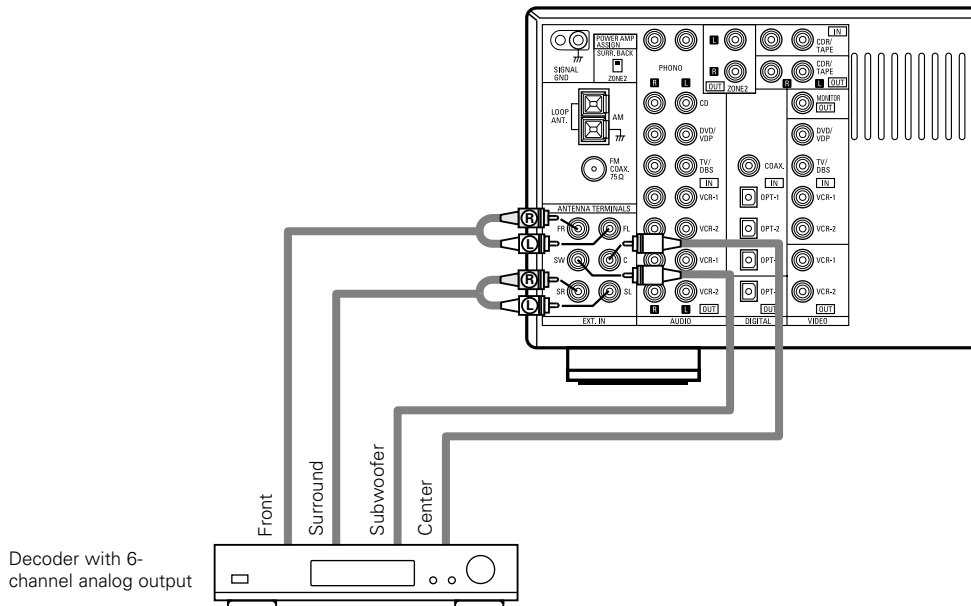 POWER AMP
ASSIGN
SURR. BACK
ZONE2
SIGNAL
GND
PHONO
R
L
L
R
OUT
ZONE2
IN
CDR/
TAPE
CDR/
TAPE
R
L
OUT
MONITOR
OUT
LOOP
ANT.
AM
CD
DVD/
VDP
DVD/
VDP
FM
COAX.
75Ω
TV/
DBS
IN
COAX.
IN
TV/
DBS
IN
VCR-1
OPT-1
VCR-1
ANTENNA TERMINALS
R
FR
FL
VCR-2
OPT-2
VCR-2
L
SW
C
VCR-1
OPT-
VCR-1
R
SR
SL
VCR-2
OPT-
VCR-2
L
R
L
OUT
OUT
OUT
EXT. IN
AUDIO
DIGITAL
VIDEO
Front
Surround
Subwoofer
Center
Decoder with 6-
channel analog output